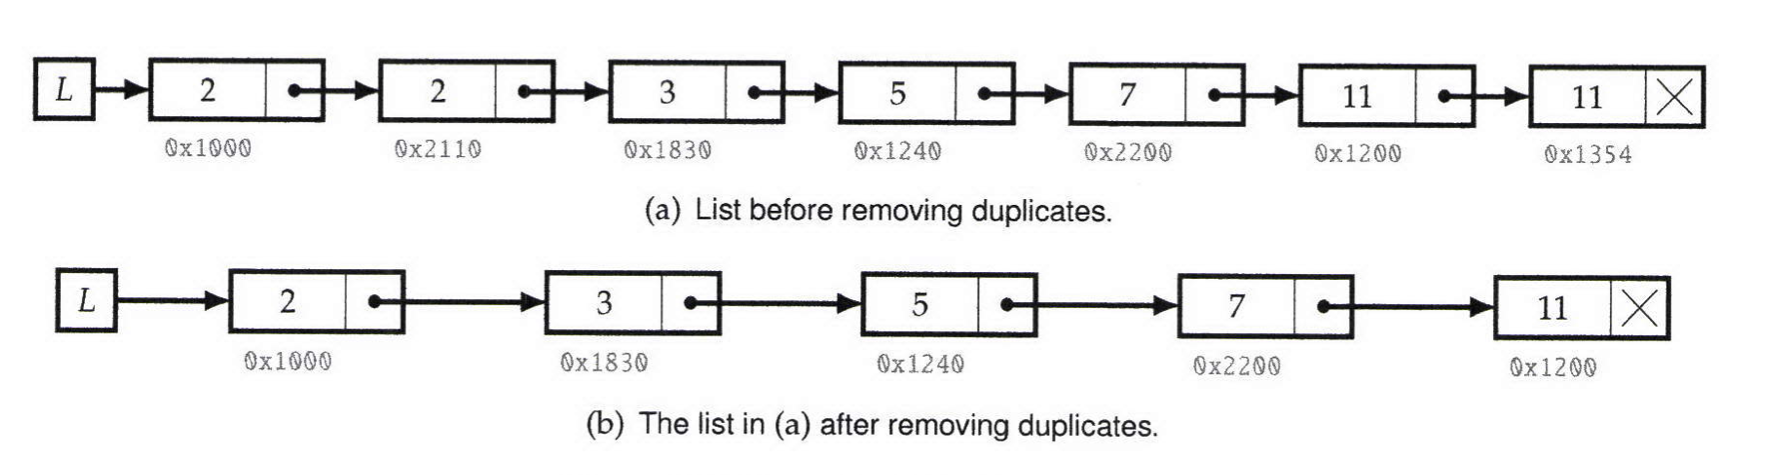 L 2 2 3 5 7 11 11
0x1000 0x2110 0x1830 0x1240 0x2200 0x1200 0x1354
(a) List before removing duplicates.
L 2 3 5 7 11
0x1000 0x1830 0x1240 0x2200 0x1200
(b) The list in (a) after removing duplicates.